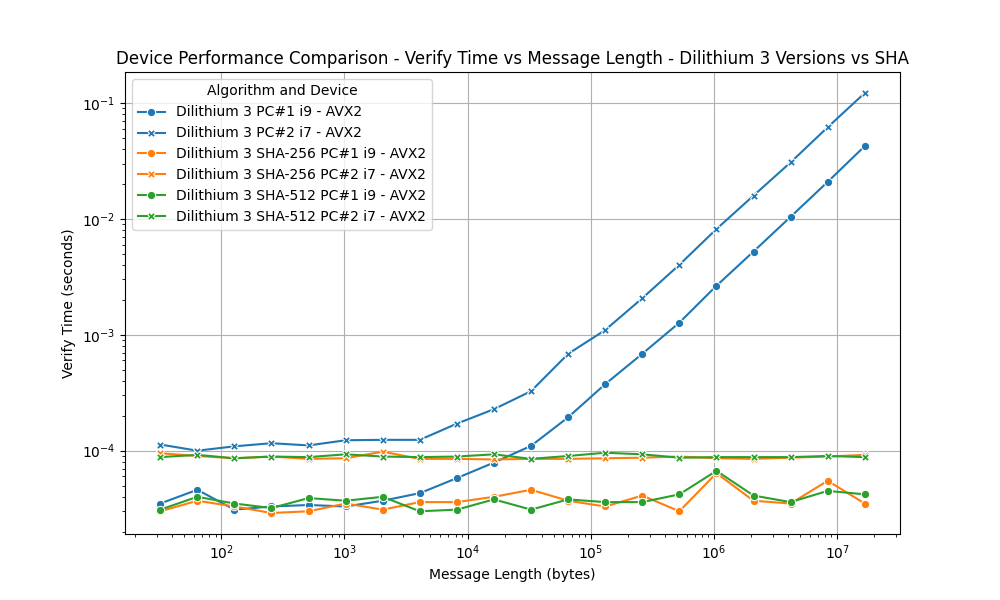 Device Performance Comparison - Verify Time vs Message Length - Dilithium 3 Versions vs SHA
Algorithm and Device
Dilithium 3 PC#1 i9 - AVX2
Dilithium 3 PC#2 i7 - AVX2
Dilithium 3 SHA-256 PC#1 i9 - AVX2
Dilithium 3 SHA-256 PC#2 i7 - AVX2
Dilithium 3 SHA-512 PC#1 i9 - AVX2
Dilithium 3 SHA-512 PC#2 i7 - AVX2
Verify Time (seconds)
10⁻¹
10⁻²
10⁻³
10⁻⁴
10² 10³ 10⁴ 10⁵ 10⁶ 10⁷
Message Length (bytes)